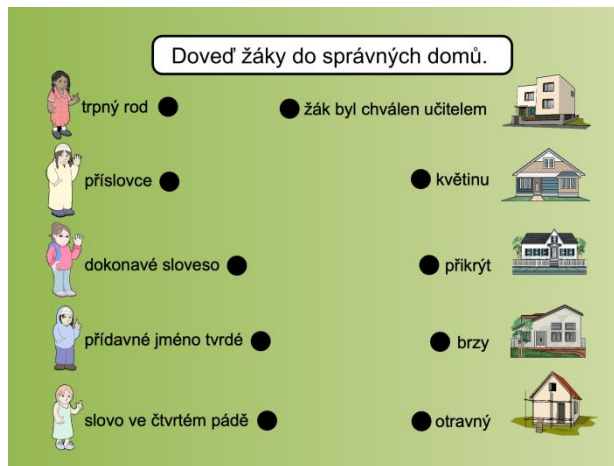 Doveď žáky do správných domů.
trpný rod
žák byl chválen učitelem
příslovce
květinu
dokonavé sloveso
přikrýt
přídavné jméno tvrdé
brzy
slovo ve čtvrtém pádě
otravný